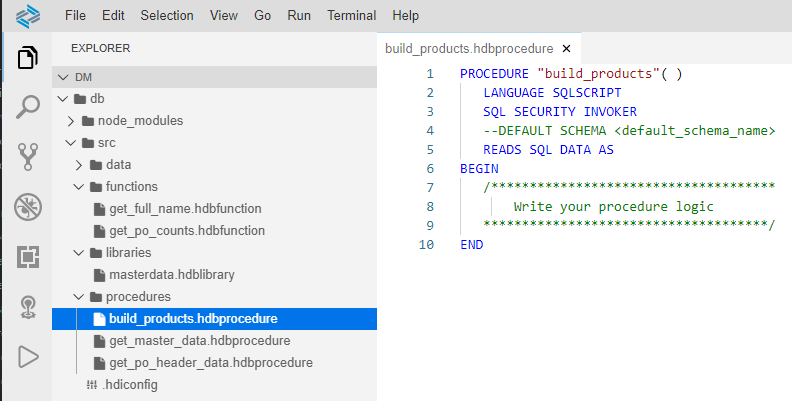 File Edit Selection View Go Run Terminal Help
EXPLORER
DM
db
node_modules
src
data
functions
get_full_name.hdbfunction
get_po_counts.hdbfunction
libraries
masterdata.hdblibrary
procedures
build_products.hdbprocedure
get_master_data.hdbprocedure
get_po_header_data.hdbprocedure
.hdiconfig
build_products.hdbprocedure ×
1 PROCEDURE "build_products"( )
2 LANGUAGE SQLSCRIPT
3 SQL SECURITY INVOKER
4 --DEFAULT SCHEMA <default_schema_name>
5 READS SQL DATA AS
6 BEGIN
7 /*************************************
8 Write your procedure logic
9 *************************************/
10 END